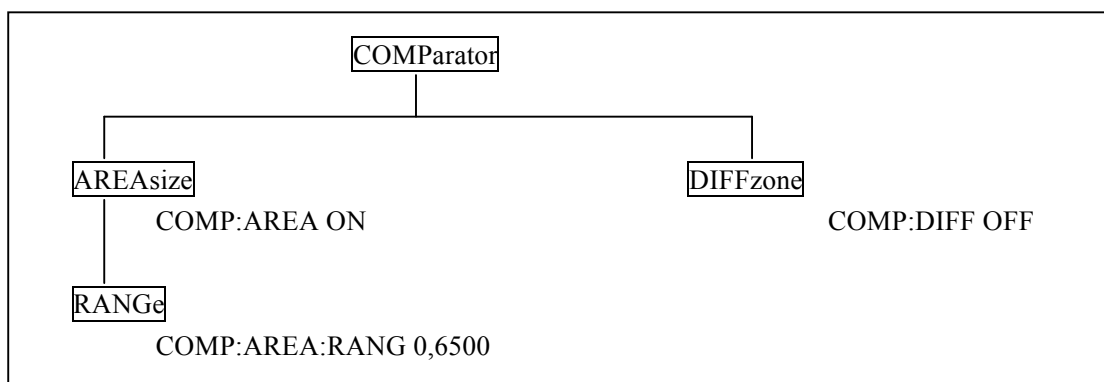 COMParator
AREAsize
DIFFzone
COMP:AREA ON
COMP:DIFF OFF
RANGe
COMP:AREA:RANG 0,6500